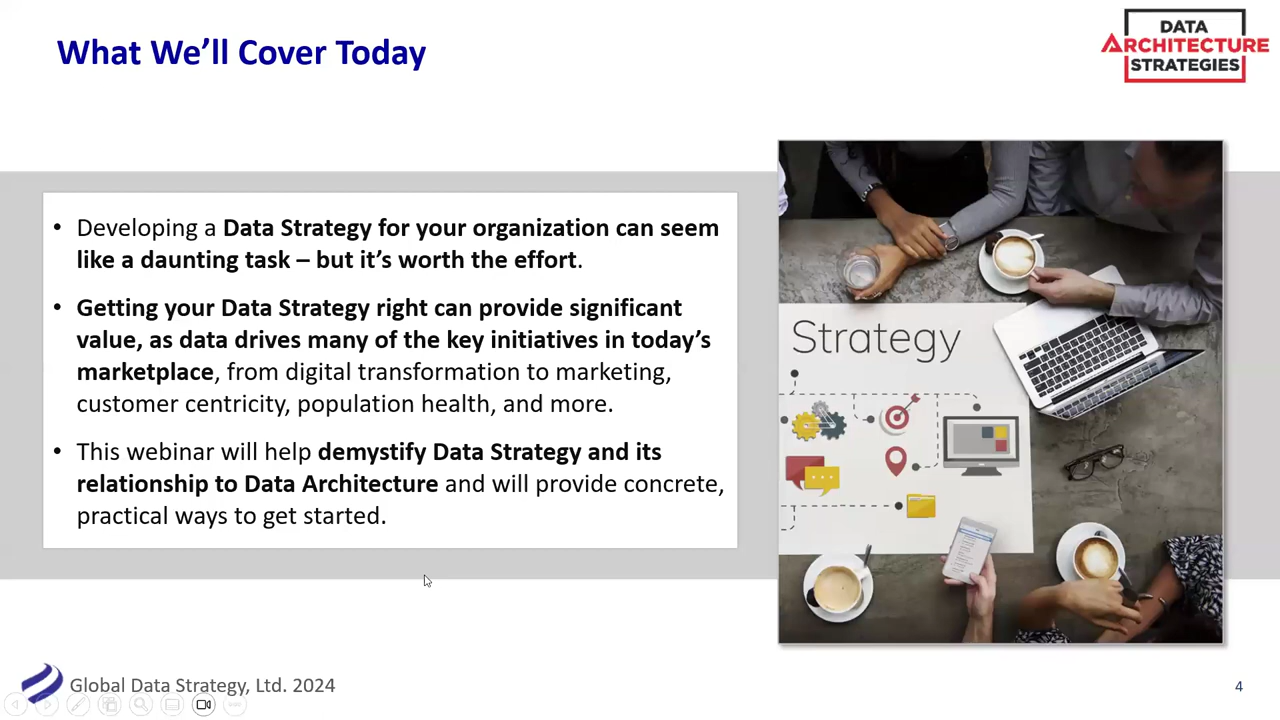 What We’ll Cover Today
DATA
ARCHITECTURE
STRATEGIES
• Developing a Data Strategy for your organization can seem
like a daunting task – but it’s worth the effort.
• Getting your Data Strategy right can provide significant
value, as data drives many of the key initiatives in today’s
marketplace, from digital transformation to marketing,
customer centricity, population health, and more.
• This webinar will help demystify Data Strategy and its
relationship to Data Architecture and will provide concrete,
practical ways to get started.
Strategy
Global Data Strategy, Ltd. 2024
4